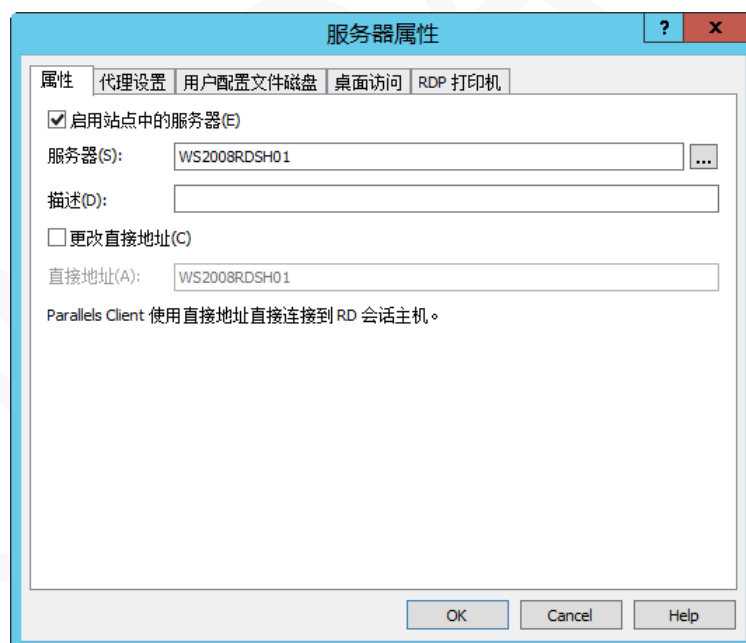 服务器属性
? x
属性 代理设置 用户配置文件磁盘 桌面访问 RDP 打印机
启用站点中的服务器(E)
服务器(S): WS2008RDSH01 ...
描述(D):
更改直接地址(C)
直接地址(A): WS2008RDSH01
Parallels Client 使用直接地址直接连接到 RD 会话主机。
OK Cancel Help